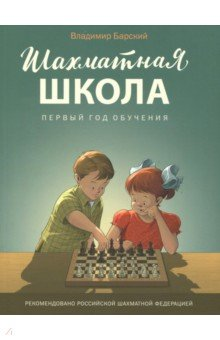 Владимир Барский
Шахматная
ШКОЛА
ПЕРВЫЙ ГОД ОБУЧЕНИЯ
РЕКОМЕНДОВАНО РОССИЙСКОЙ ШАХМАТНОЙ ФЕДЕРАЦИЕЙ